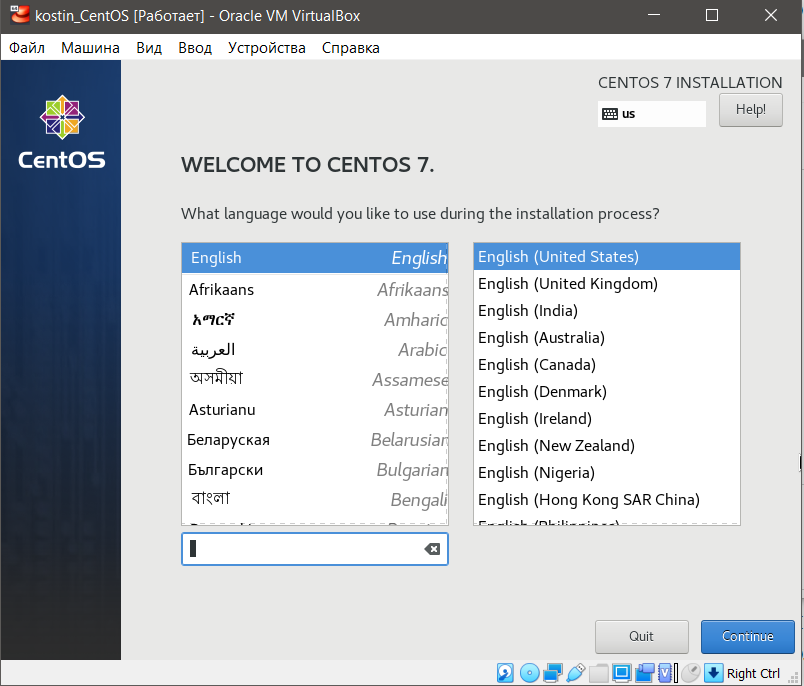 kostin_CentOS [Работает] - Oracle VM VirtualBox
Файл Машина Вид Ввод Устройства Справка
CentOS
CENTOS 7 INSTALLATION
us
Help!
WELCOME TO CENTOS 7.
What language would you like to use during the installation process?
English English
Afrikaans Afrikaans
አማርኛ Amharic
العربية Arabic
অসমীয়া Assamese
Asturianu Asturian
Беларуская Belarusian
Български Bulgarian
বাংলা Bengali
English (United States)
English (United Kingdom)
English (India)
English (Australia)
English (Canada)
English (Denmark)
English (Ireland)
English (New Zealand)
English (Nigeria)
English (Hong Kong SAR China)
English (Philippines)
Quit Continue
Right Ctrl